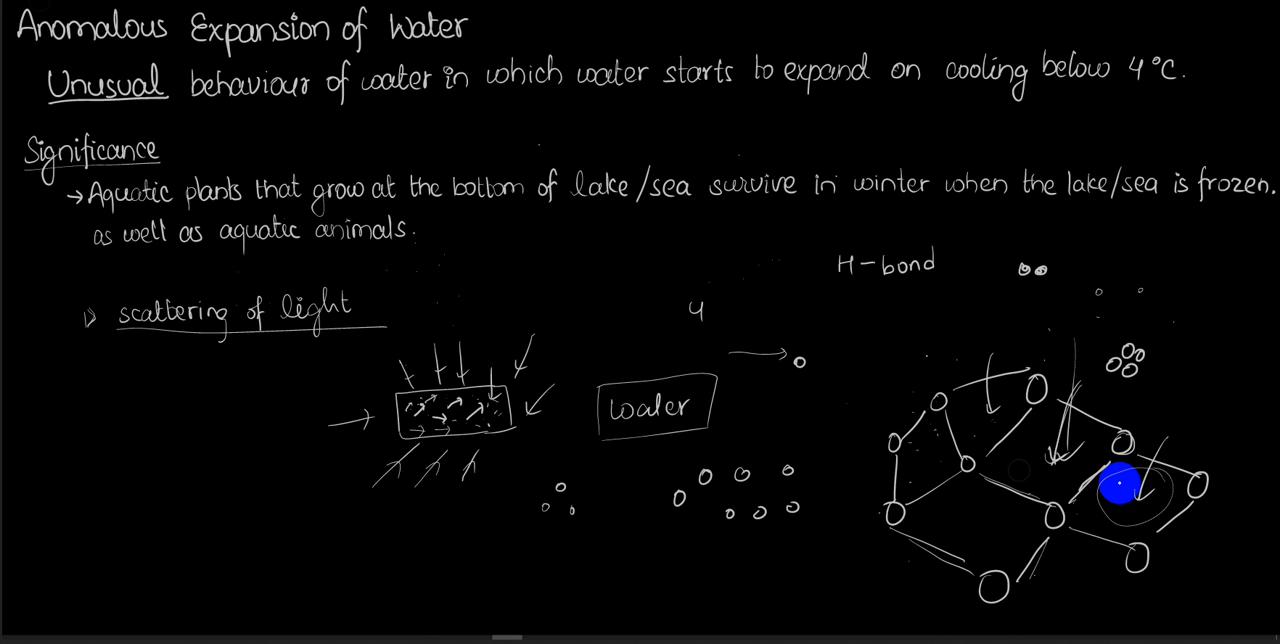 Anomalous Expansion of Water
Unusual behaviour of water in which water starts to expand on cooling below 4°C.
Significance
→ Aquatic plants that grow at the bottom of lake/sea survive in winter when the lake/sea is frozen.
as well as aquatic animals.
H-bond
scattering of light
4
water